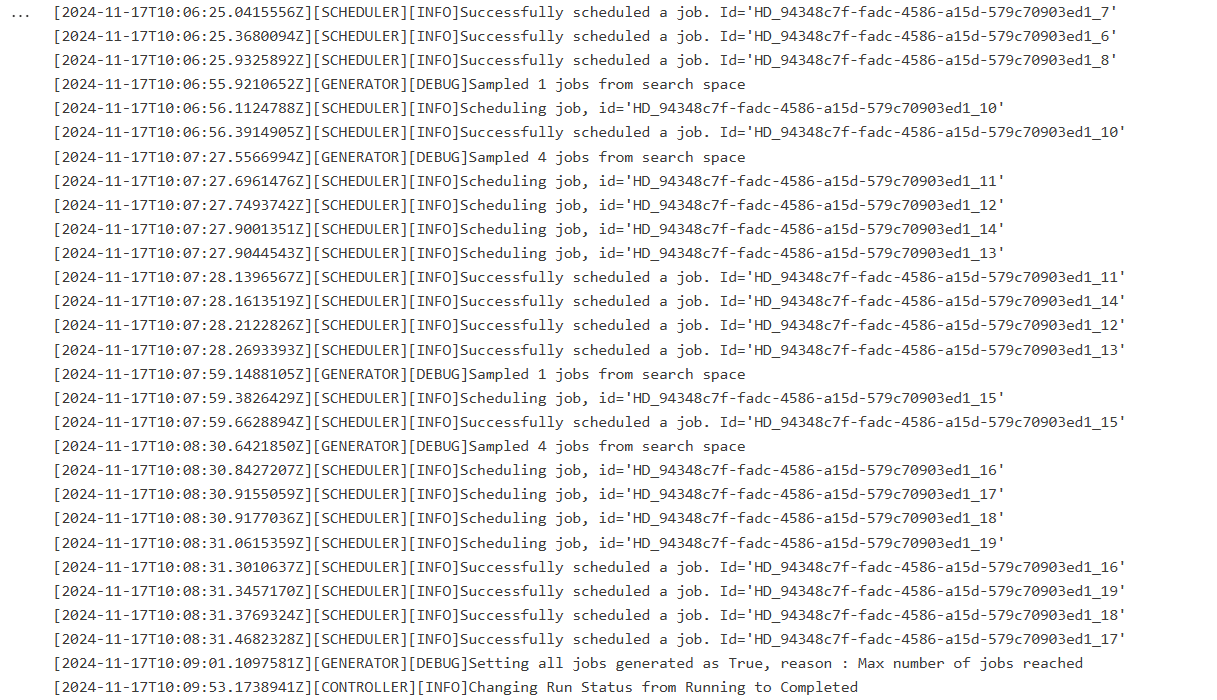 ...
[2024-11-17T10:06:25.0415556Z][SCHEDULER][INFO]Successfully scheduled a job. Id='HD_94348c7f-fadc-4586-a15d-579c70903ed1_7'
[2024-11-17T10:06:25.3680094Z][SCHEDULER][INFO]Successfully scheduled a job. Id='HD_94348c7f-fadc-4586-a15d-579c70903ed1_6'
[2024-11-17T10:06:25.9325892Z][SCHEDULER][INFO]Successfully scheduled a job. Id='HD_94348c7f-fadc-4586-a15d-579c70903ed1_8'
[2024-11-17T10:06:55.9210652Z][GENERATOR][DEBUG]Sampled 1 jobs from search space
[2024-11-17T10:06:56.1124788Z][SCHEDULER][INFO]Scheduling job, id='HD_94348c7f-fadc-4586-a15d-579c70903ed1_10'
[2024-11-17T10:06:56.3914905Z][SCHEDULER][INFO]Successfully scheduled a job. Id='HD_94348c7f-fadc-4586-a15d-579c70903ed1_10'
[2024-11-17T10:07:27.5566994Z][GENERATOR][DEBUG]Sampled 4 jobs from search space
[2024-11-17T10:07:27.6961476Z][SCHEDULER][INFO]Scheduling job, id='HD_94348c7f-fadc-4586-a15d-579c70903ed1_11'
[2024-11-17T10:07:27.7493742Z][SCHEDULER][INFO]Scheduling job, id='HD_94348c7f-fadc-4586-a15d-579c70903ed1_12'
[2024-11-17T10:07:27.9001351Z][SCHEDULER][INFO]Scheduling job, id='HD_94348c7f-fadc-4586-a15d-579c70903ed1_14'
[2024-11-17T10:07:27.9044543Z][SCHEDULER][INFO]Scheduling job, id='HD_94348c7f-fadc-4586-a15d-579c70903ed1_13'
[2024-11-17T10:07:28.1396567Z][SCHEDULER][INFO]Successfully scheduled a job. Id='HD_94348c7f-fadc-4586-a15d-579c70903ed1_11'
[2024-11-17T10:07:28.1613519Z][SCHEDULER][INFO]Successfully scheduled a job. Id='HD_94348c7f-fadc-4586-a15d-579c70903ed1_14'
[2024-11-17T10:07:28.2122826Z][SCHEDULER][INFO]Successfully scheduled a job. Id='HD_94348c7f-fadc-4586-a15d-579c70903ed1_12'
[2024-11-17T10:07:28.2693393Z][SCHEDULER][INFO]Successfully scheduled a job. Id='HD_94348c7f-fadc-4586-a15d-579c70903ed1_13'
[2024-11-17T10:07:59.1488105Z][GENERATOR][DEBUG]Sampled 1 jobs from search space
[2024-11-17T10:07:59.3826429Z][SCHEDULER][INFO]Scheduling job, id='HD_94348c7f-fadc-4586-a15d-579c70903ed1_15'
[2024-11-17T10:07:59.6628894Z][SCHEDULER][INFO]Successfully scheduled a job. Id='HD_94348c7f-fadc-4586-a15d-579c70903ed1_15'
[2024-11-17T10:08:30.6421850Z][GENERATOR][DEBUG]Sampled 4 jobs from search space
[2024-11-17T10:08:30.8427207Z][SCHEDULER][INFO]Scheduling job, id='HD_94348c7f-fadc-4586-a15d-579c70903ed1_16'
[2024-11-17T10:08:30.9155059Z][SCHEDULER][INFO]Scheduling job, id='HD_94348c7f-fadc-4586-a15d-579c70903ed1_17'
[2024-11-17T10:08:30.9177036Z][SCHEDULER][INFO]Scheduling job, id='HD_94348c7f-fadc-4586-a15d-579c70903ed1_18'
[2024-11-17T10:08:31.0615359Z][SCHEDULER][INFO]Scheduling job, id='HD_94348c7f-fadc-4586-a15d-579c70903ed1_19'
[2024-11-17T10:08:31.3010637Z][SCHEDULER][INFO]Successfully scheduled a job. Id='HD_94348c7f-fadc-4586-a15d-579c70903ed1_16'
[2024-11-17T10:08:31.3457170Z][SCHEDULER][INFO]Successfully scheduled a job. Id='HD_94348c7f-fadc-4586-a15d-579c70903ed1_19'
[2024-11-17T10:08:31.3769324Z][SCHEDULER][INFO]Successfully scheduled a job. Id='HD_94348c7f-fadc-4586-a15d-579c70903ed1_18'
[2024-11-17T10:08:31.4682328Z][SCHEDULER][INFO]Successfully scheduled a job. Id='HD_94348c7f-fadc-4586-a15d-579c70903ed1_17'
[2024-11-17T10:09:01.1097581Z][GENERATOR][DEBUG]Setting all jobs generated as True, reason : Max number of jobs reached
[2024-11-17T10:09:53.1738941Z][CONTROLLER][INFO]Changing Run Status from Running to Completed